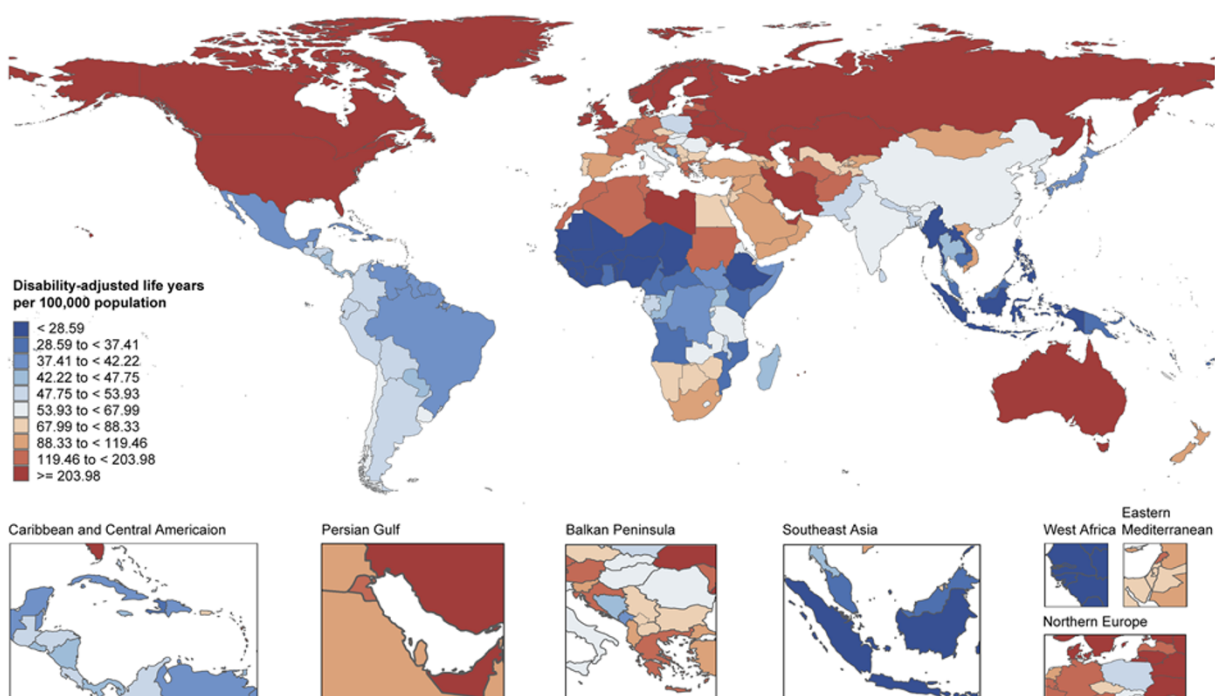 Disability-adjusted life years
per 100,000 population
< 28.59
28.59 to < 37.41
37.41 to < 42.22
42.22 to < 47.75
47.75 to < 53.93
53.93 to < 67.99
67.99 to < 88.33
88.33 to < 119.46
119.46 to < 203.98
>= 203.98
Caribbean and Central Americaion
Persian Gulf
Balkan Peninsula
Southeast Asia
West Africa
Eastern
Mediterranean
Northern Europe